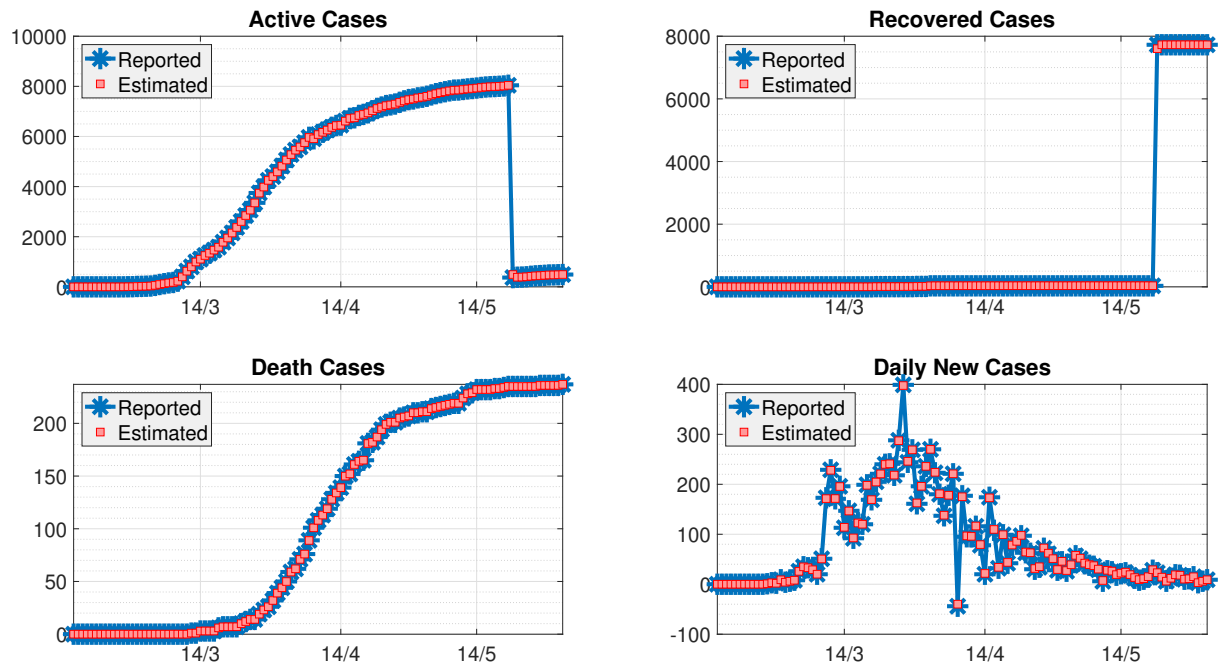 Active Cases
10000
8000
6000
4000
2000
0
14/3
14/4
14/5
Reported
Estimated
Recovered Cases
8000
6000
4000
2000
0
14/3
14/4
14/5
Reported
Estimated
Death Cases
200
150
100
50
0
14/3
14/4
14/5
Reported
Estimated
Daily New Cases
400
300
200
100
0
-100
14/3
14/4
14/5
Reported
Estimated